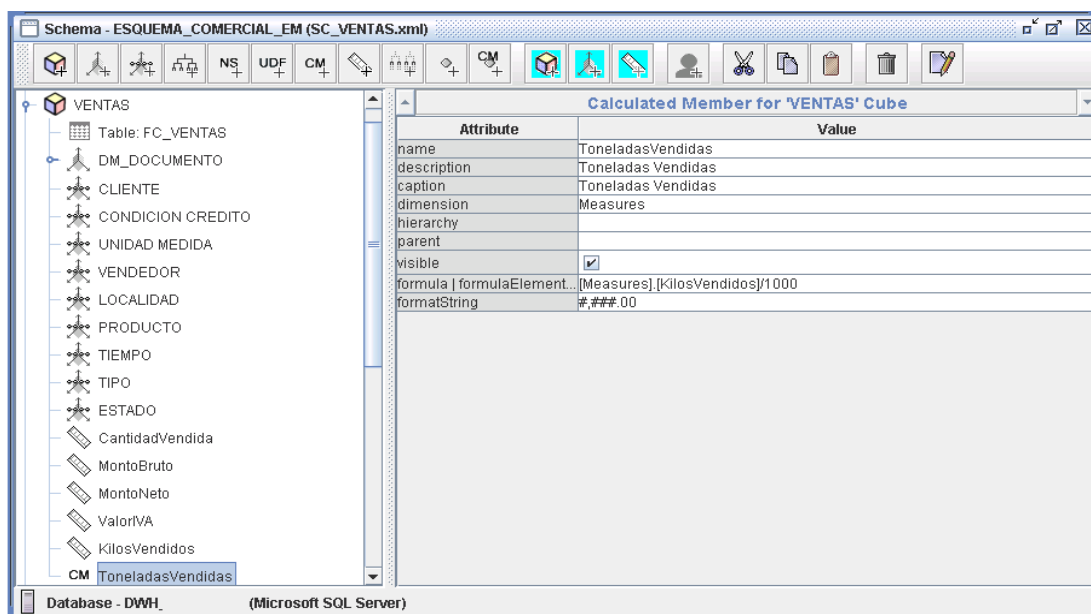 Schema - ESQUEMA_COMERCIAL_EM (SC_VENTAS.xml)
NS UDF CM CM
VENTAS
Table: FC_VENTAS
DM_DOCUMENTO
CLIENTE
CONDICION CREDITO
UNIDAD MEDIDA
VENDEDOR
LOCALIDAD
PRODUCTO
TIEMPO
TIPO
ESTADO
CantidadVendida
MontoBruto
MontoNeto
ValorIVA
KilosVendidos
CM ToneladasVendidas
Calculated Member for 'VENTAS' Cube
Attribute Value
name ToneladasVendidas
description Toneladas Vendidas
caption Toneladas Vendidas
dimension Measures
hierarchy
parent
visible
formula | formulaElement... [Measures].[KilosVendidos]/1000
formatString #,###.00
Database - DWH_ (Microsoft SQL Server)